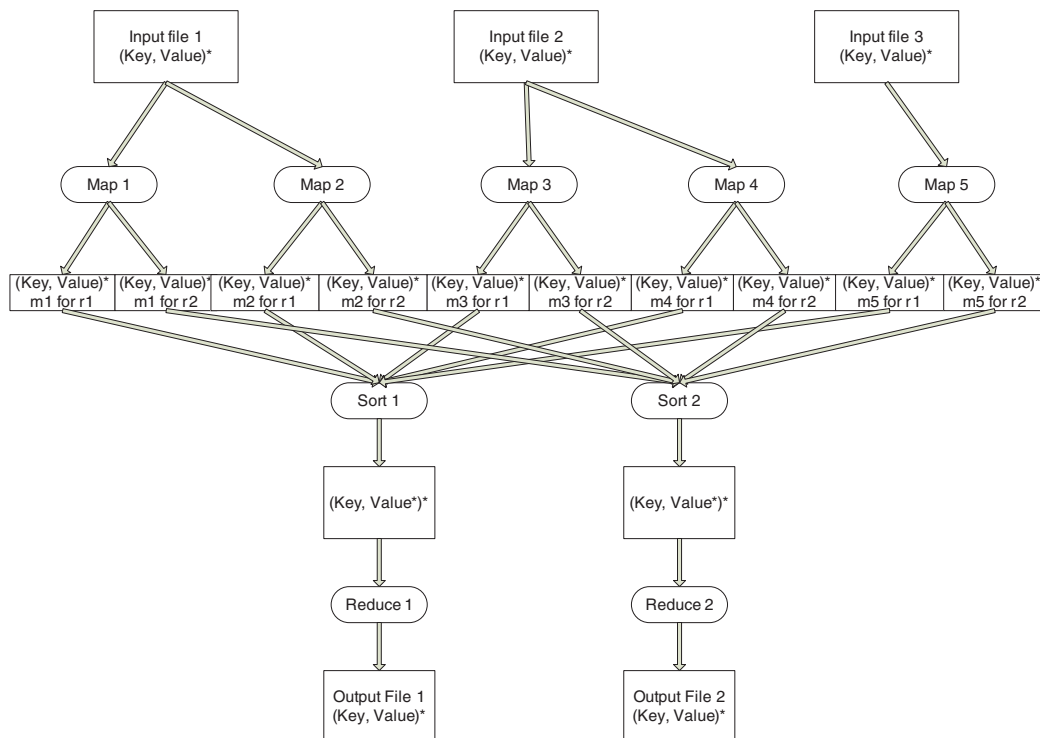 Input file 1
(Key, Value)*
Input file 2
(Key, Value)*
Input file 3
(Key, Value)*
Map 1
Map 2
Map 3
Map 4
Map 5
(Key, Value)*
m1 for r1
(Key, Value)*
m1 for r2
(Key, Value)*
m2 for r1
(Key, Value)*
m2 for r2
(Key, Value)*
m3 for r1
(Key, Value)*
m3 for r2
(Key, Value)*
m4 for r1
(Key, Value)*
m4 for r2
(Key, Value)*
m5 for r1
(Key, Value)*
m5 for r2
Sort 1
Sort 2
(Key, Value*)*
(Key, Value*)*
Reduce 1
Reduce 2
Output File 1
(Key, Value)*
Output File 2
(Key, Value)*